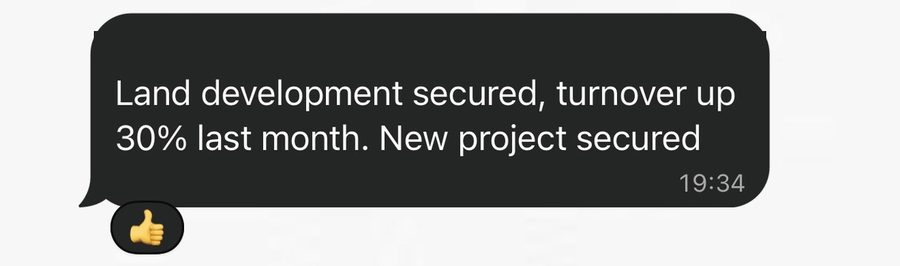 Land development secured, turnover up
30% last month. New project secured
19:34